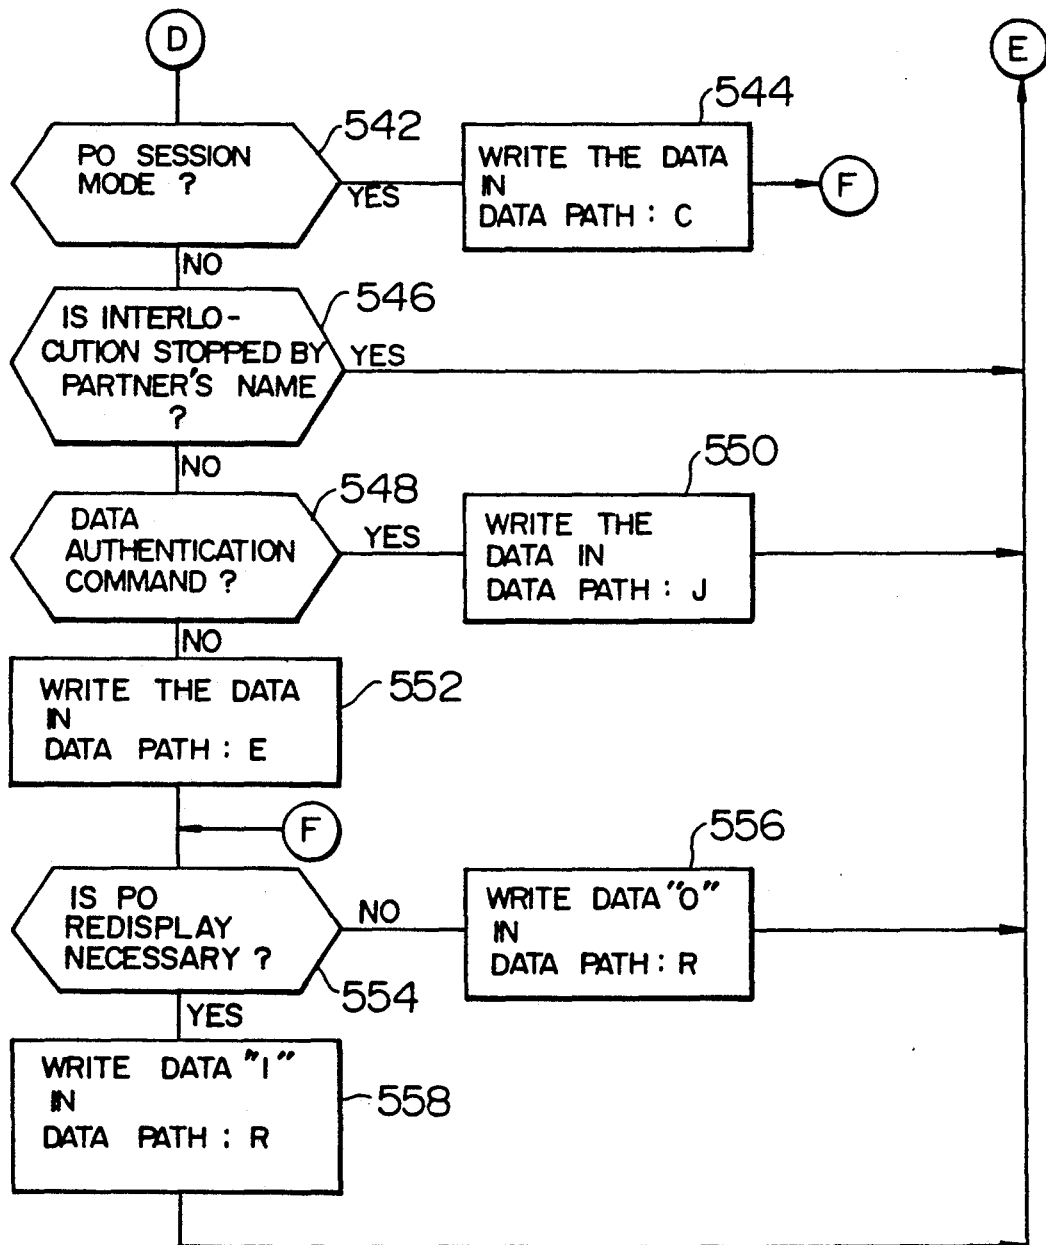 D
E
542
PO SESSION
MODE ?
YES
544
WRITE THE DATA
IN
DATA PATH : C
F
NO
546
IS INTERLO-
CUTION STOPPED BY
PARTNER'S NAME
?
YES
NO
548
DATA
AUTHENTICATION
COMMAND ?
YES
550
WRITE THE
DATA IN
DATA PATH : J
NO
552
WRITE THE DATA
IN
DATA PATH : E
F
IS PO
REDISPLAY
NECESSARY ?
554
NO
556
WRITE DATA "0"
IN
DATA PATH : R
YES
558
WRITE DATA "1"
IN
DATA PATH : R